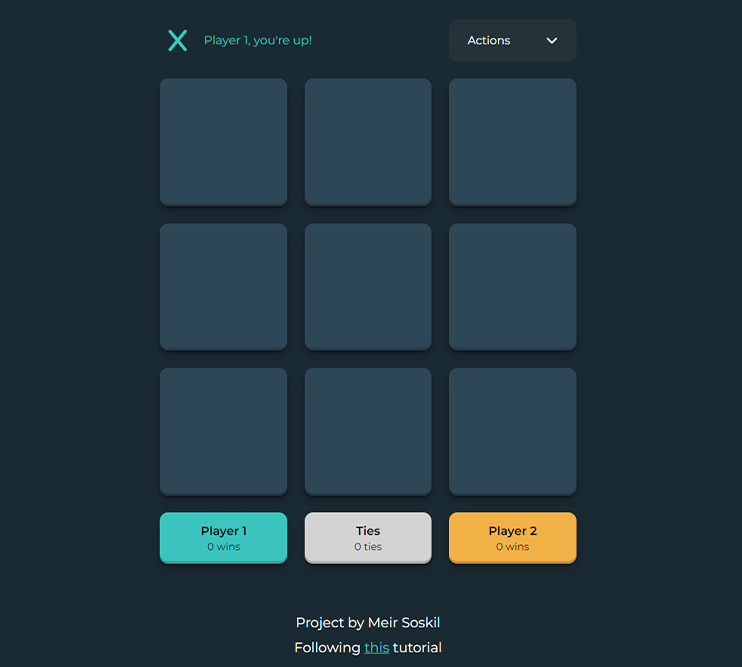 Player 1, you're up!
Actions
Player 1
0 wins
Ties
0 ties
Player 2
0 wins
Project by Meir Soskil
Following this tutorial